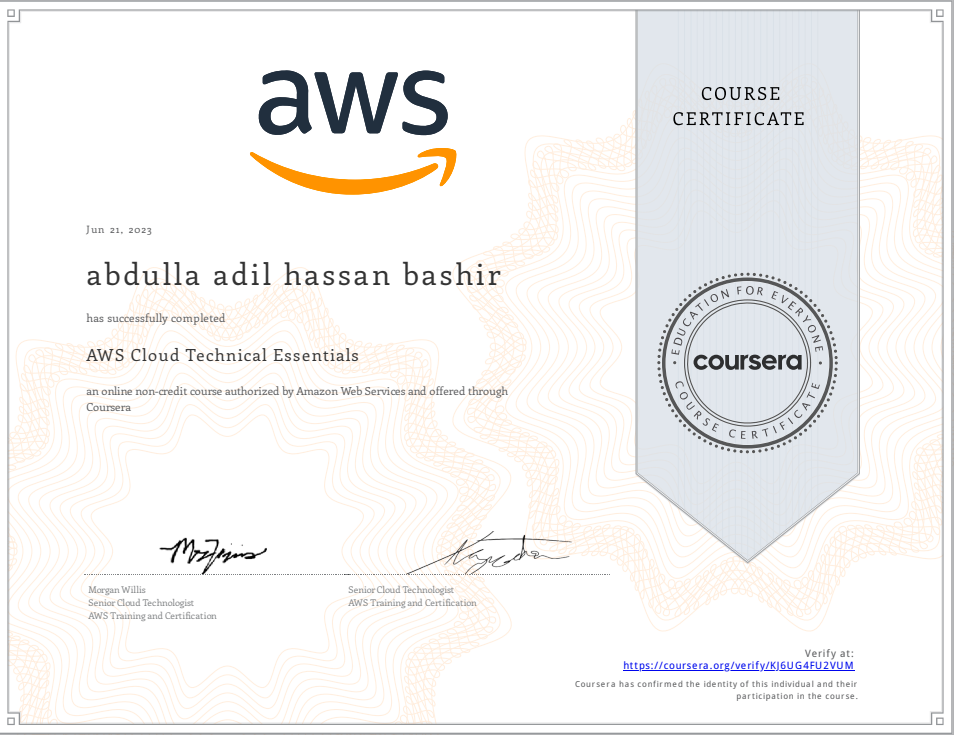 aws
COURSE
CERTIFICATE
Jun 21, 2023
abdulla adil hassan bashir
has successfully completed
AWS Cloud Technical Essentials
an online non-credit course authorized by Amazon Web Services and offered through
Coursera
EDUCATION FOR EVERYONE
coursera
COURSE CERTIFICATE
Morgan Willis
Senior Cloud Technologist
AWS Training and Certification
Senior Cloud Technologist
AWS Training and Certification
Verify at:
https://coursera.org/verify/KJ6UG4FU2VUM
Coursera has confirmed the identity of this individual and their
participation in the course.